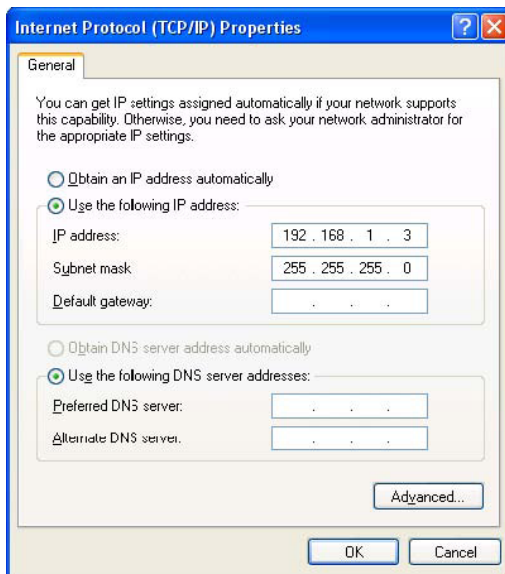 Internet Protocol (TCP/IP) Properties
General
You can get IP settings assigned automatically if your network supports
this capability. Otherwise, you need to ask your network administrator for
the appropriate IP settings.
Obtain an IP address automatically
Use the following IP address:
IP address: 192 . 168 . 1 . 3
Subnet mask 255 . 255 . 255 . 0
Default gateway: . . .
Obtain DNS server address automatically
Use the following DNS server addresses:
Preferred DNS server: . . .
Alternate DNS server: . . .
Advanced...
OK Cancel